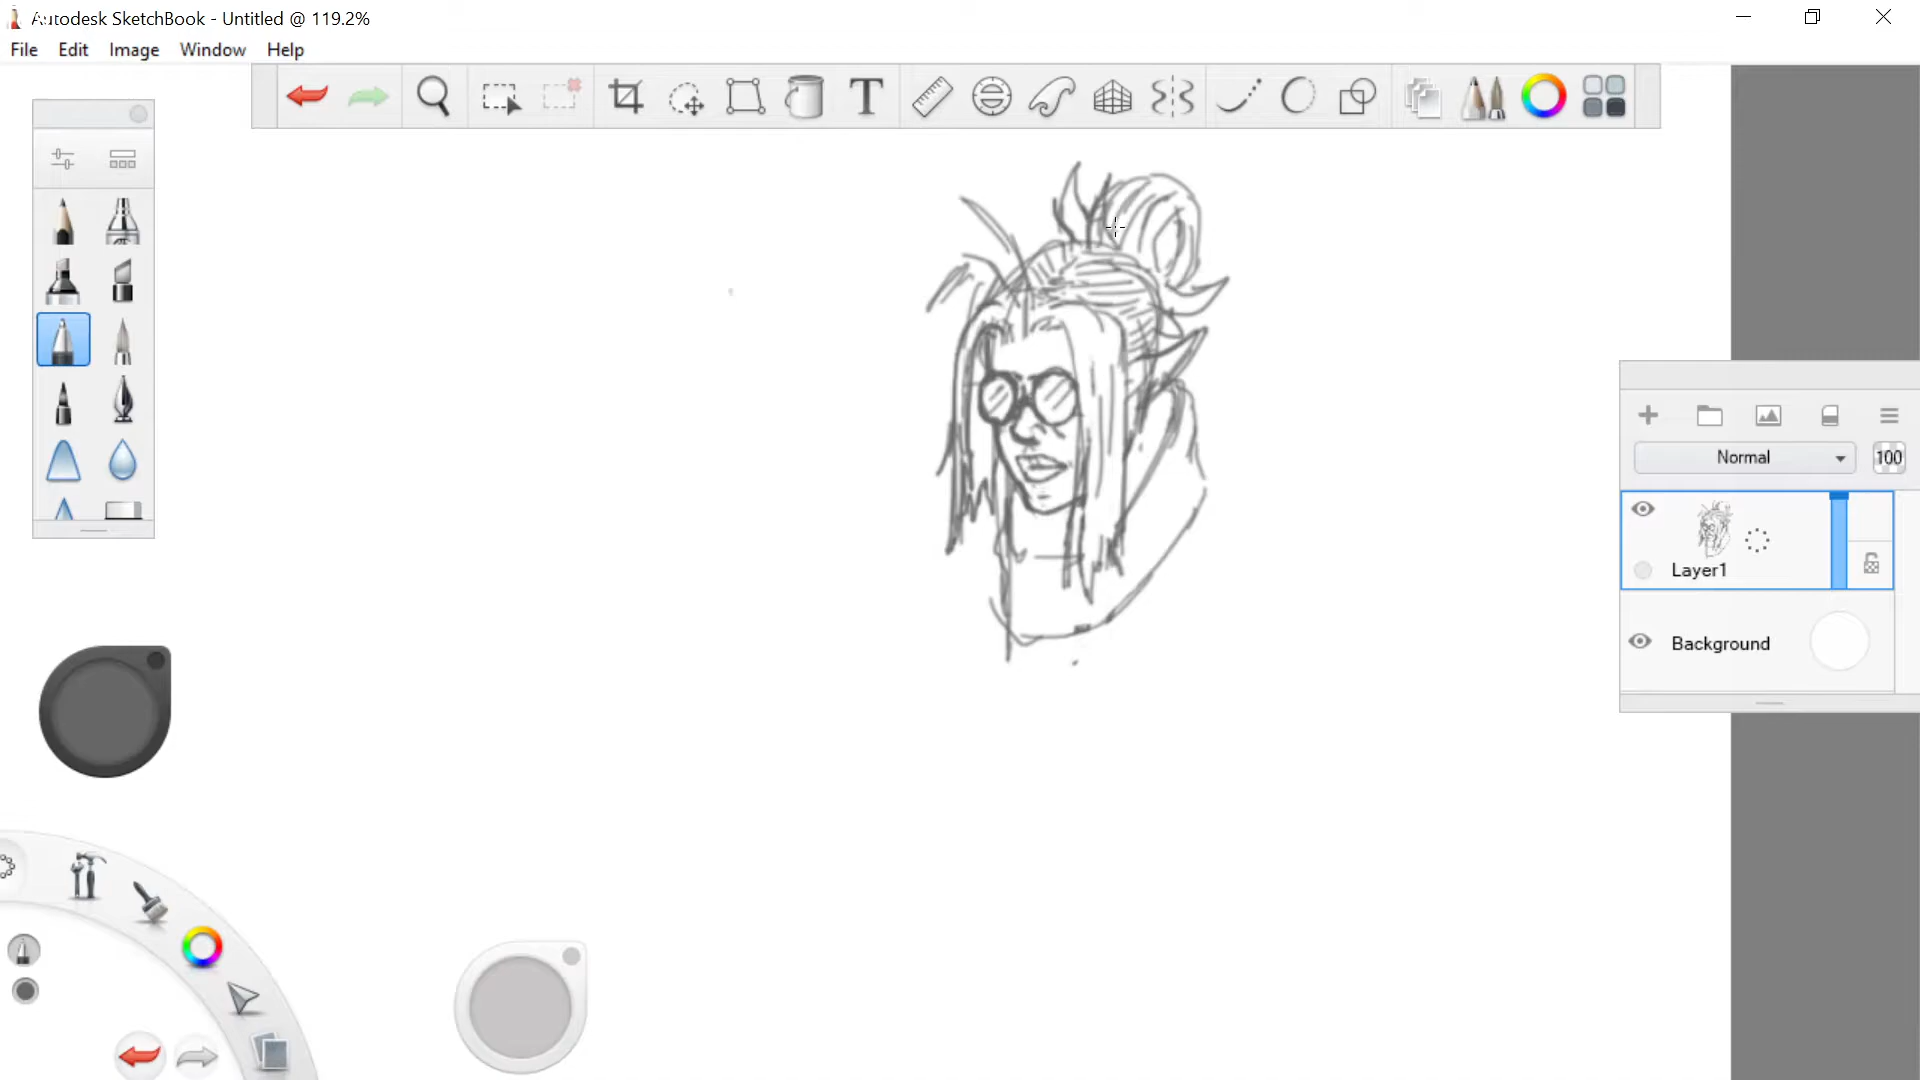 Autodesk SketchBook - Untitled @ 119.2%
File Edit Image Window Help
T
Normal 100
Layer1
Background